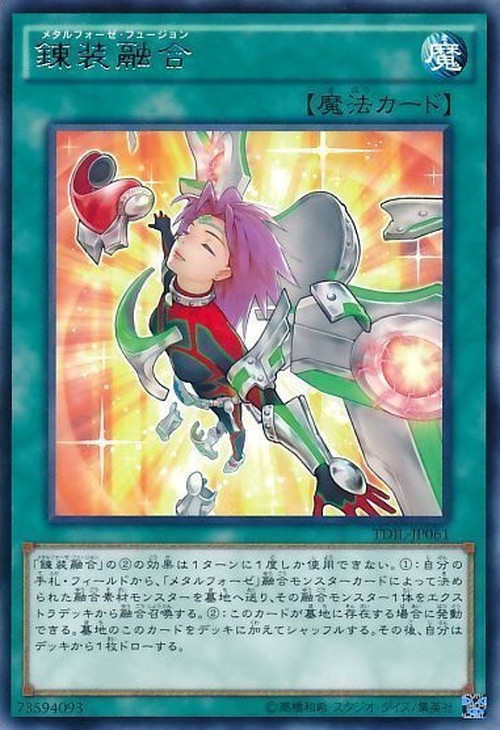 メタルフォーゼ・フュージョン
錬装融合
魔
【魔法カード】
TDIL-JP061
「錬装融合」の②の効果は1ターンに1度しか使用できない。①:自分の
手札・フィールドから、「メタルフォーゼ」融合モンスターカードによって決め
られた融合素材モンスターを墓地へ送り、その融合モンスター1体をエクス
トラデッキから融合召喚する。②:このカードが墓地に存在する場合に発動
できる。墓地のこのカードをデッキに加えてシャッフルする。その後、自分は
デッキから1枚ドローする。
73594093
©高橋和希 スタジオ・ダイス/集英社